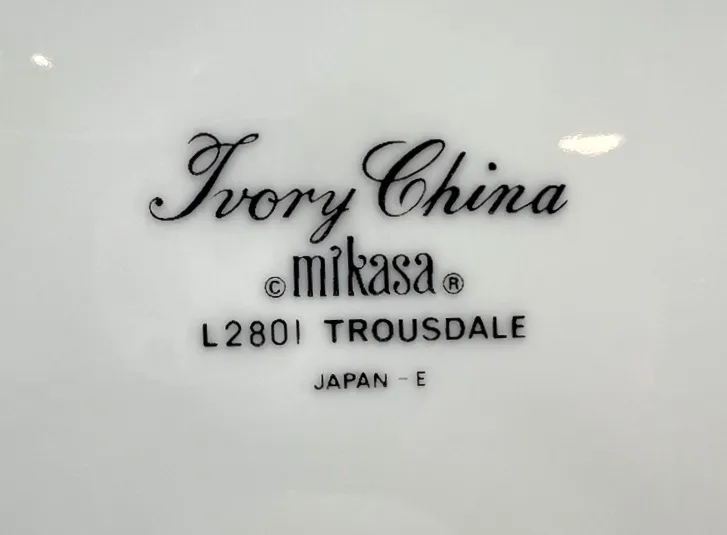 Ivory China
© mikasa ®
L2801 TROUSDALE
JAPAN - E